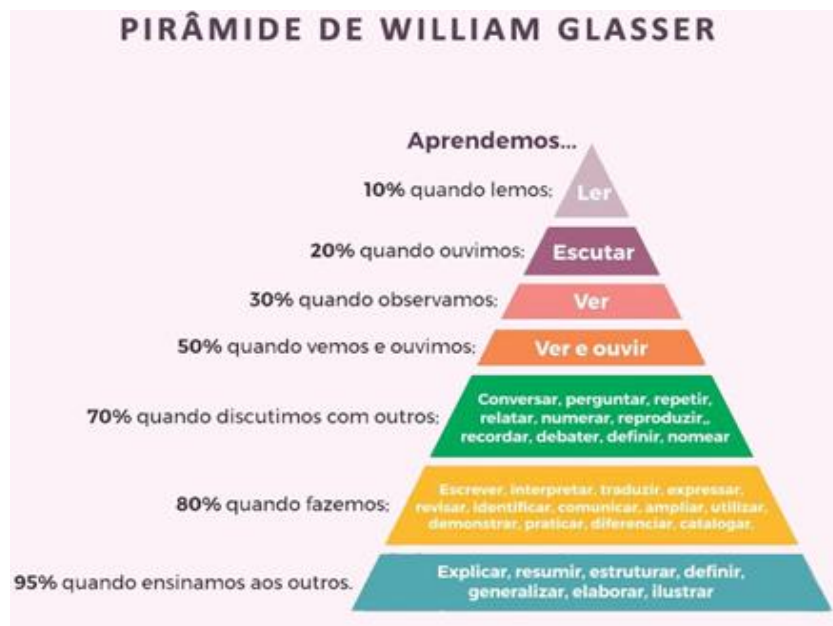 PIRÂMIDE DE WILLIAM GLASSER
Aprendemos...
10% quando lemos;
Ler
20% quando ouvimos;
Escutar
30% quando observamos;
Ver
50% quando vemos e ouvimos;
Ver e ouvir
70% quando discutimos com outros;
Conversar, perguntar, repetir,
relatar, numerar, reproduzir,,
recordar, debater, definir, nomear
80% quando fazemos;
Escrever, interpretar, traduzir, expressar,
revisar, identificar, comunicar, ampliar, utilizar,
demonstrar, praticar, diferenciar, catalogar,
95% quando ensinamos aos outros.
Explicar, resumir, estruturar, definir,
generalizar, elaborar, ilustrar